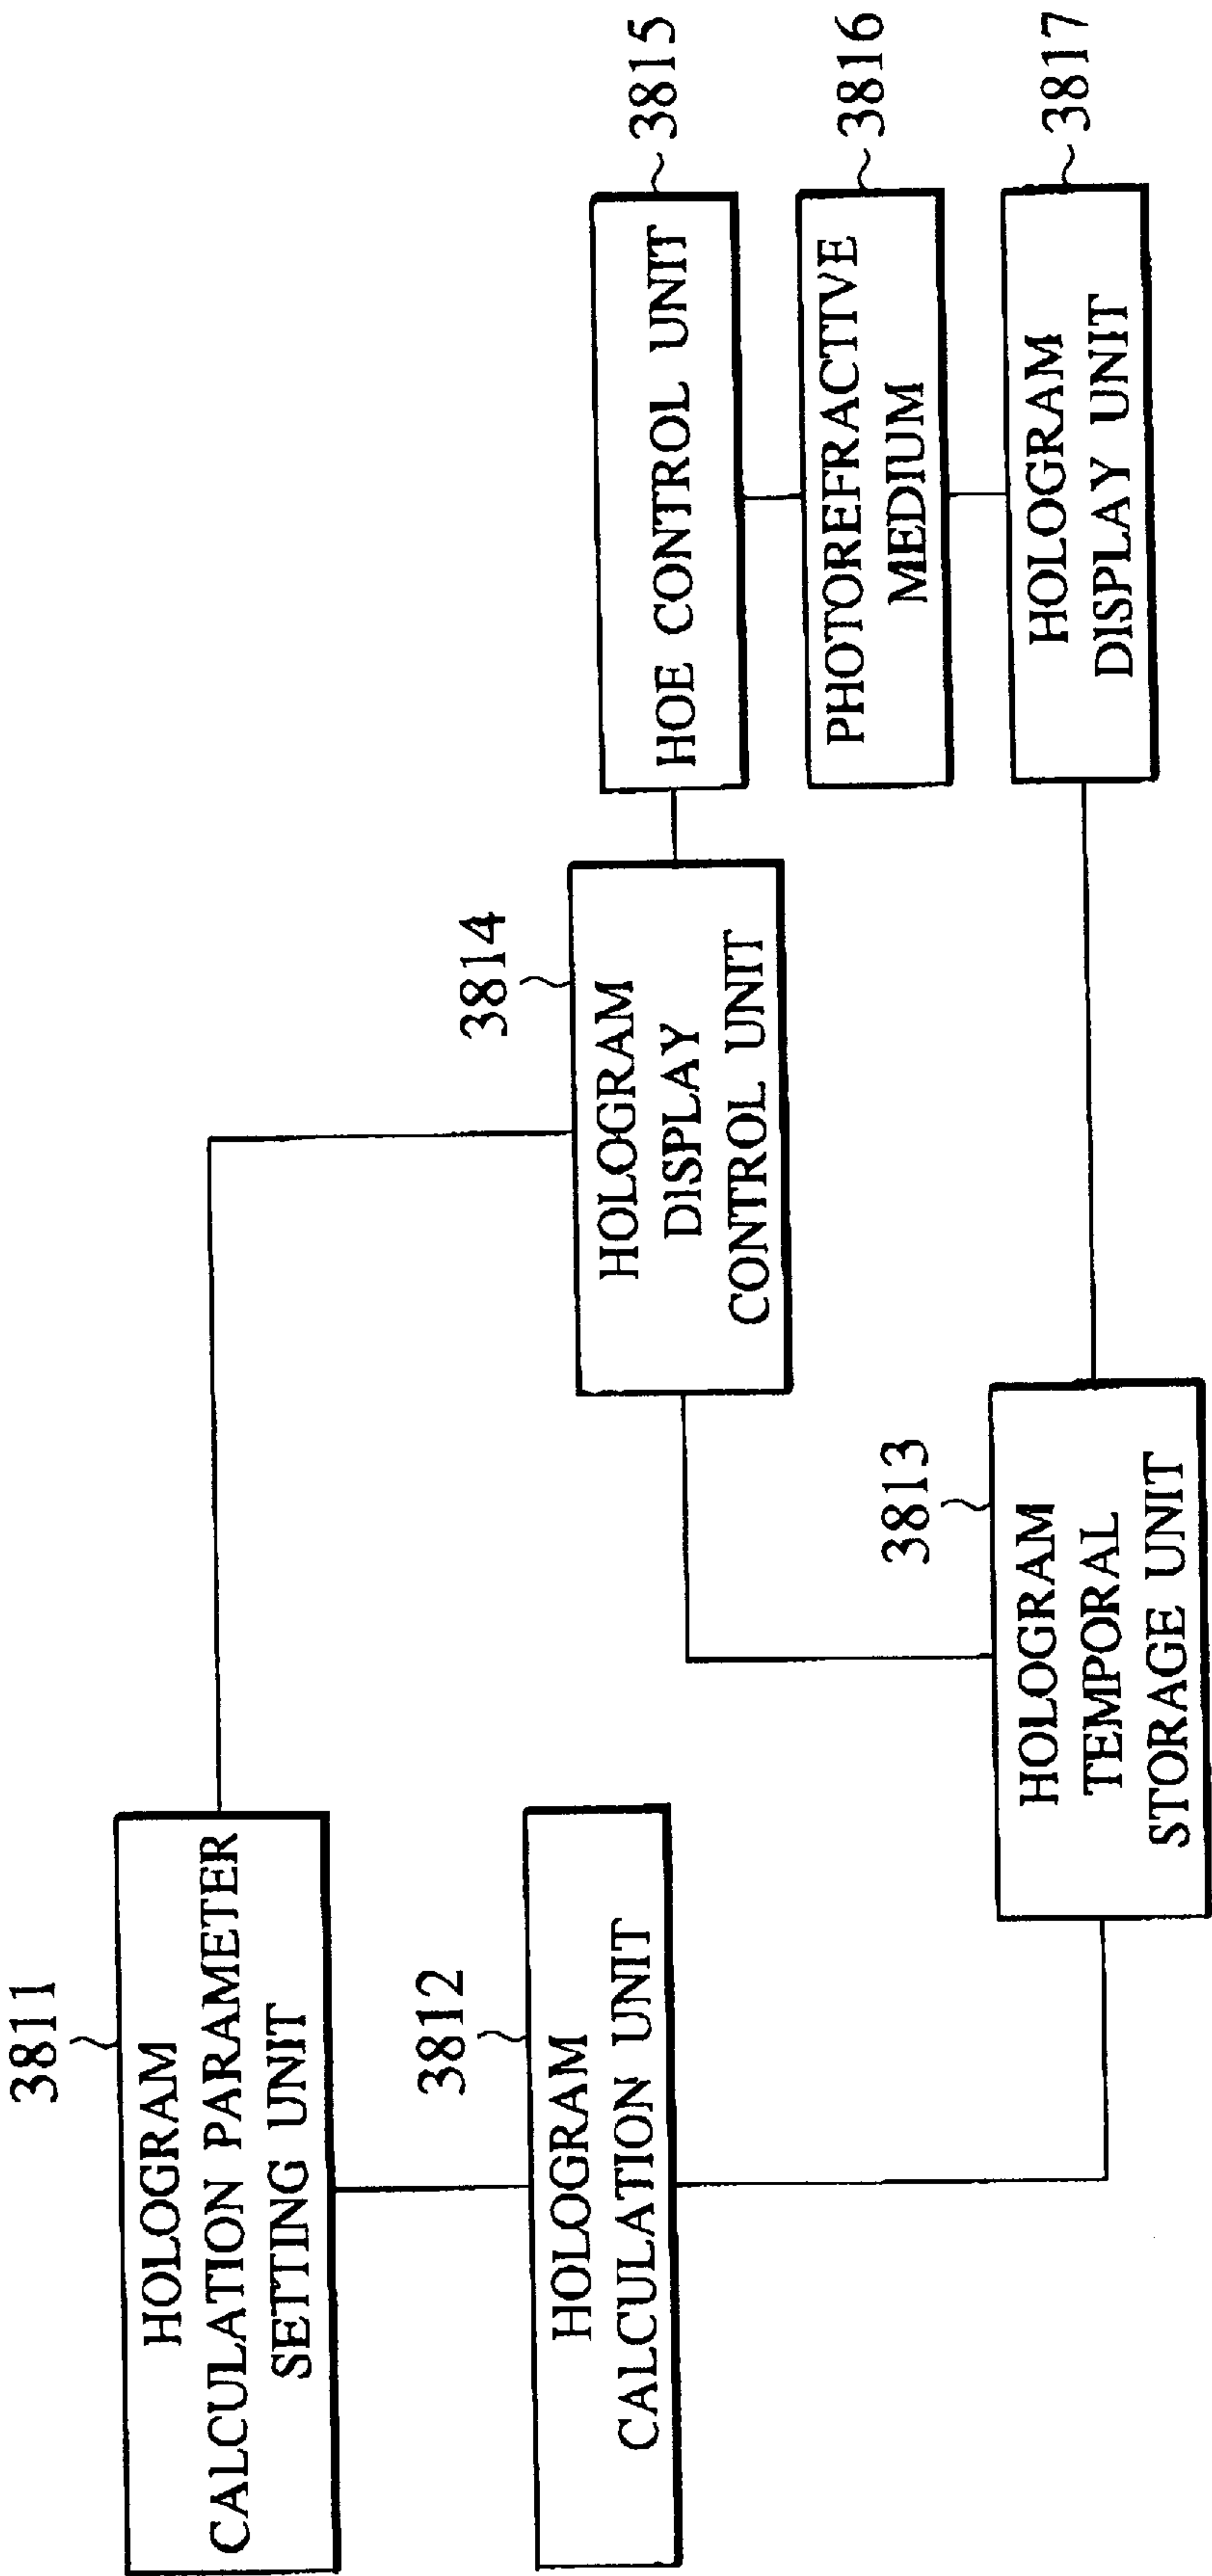 3811
HOLOGRAM
CALCULATION PARAMETER
SETTING UNIT
3812
HOLOGRAM
CALCULATION UNIT
3813
HOLOGRAM
TEMPORAL
STORAGE UNIT
3814
HOLOGRAM
DISPLAY
CONTROL UNIT
HOE CONTROL UNIT
3815
PHOTOREFRACTIVE
MEDIUM
3816
HOLOGRAM
DISPLAY UNIT
3817